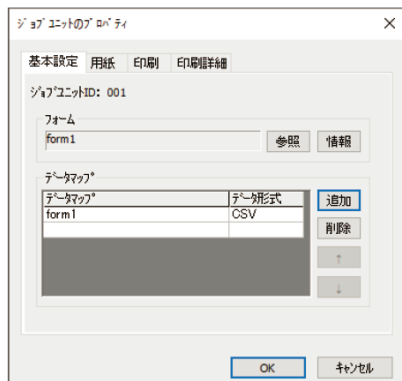 ｼﾞｮﾌﾞﾕﾆｯﾄのﾌﾟﾛﾊﾟﾃｨ
基本設定 用紙 印刷 印刷詳細
ｼﾞｮﾌﾞﾕﾆｯﾄID: 001
ﾌｫｰﾑ
form1 参照 情報
ﾃﾞｰﾀﾏｯﾌﾟ
ﾃﾞｰﾀﾏｯﾌﾟ ﾃﾞｰﾀ形式 追加
form1 CSV
削除
↑
↓
OK ｷｬﾝｾﾙ